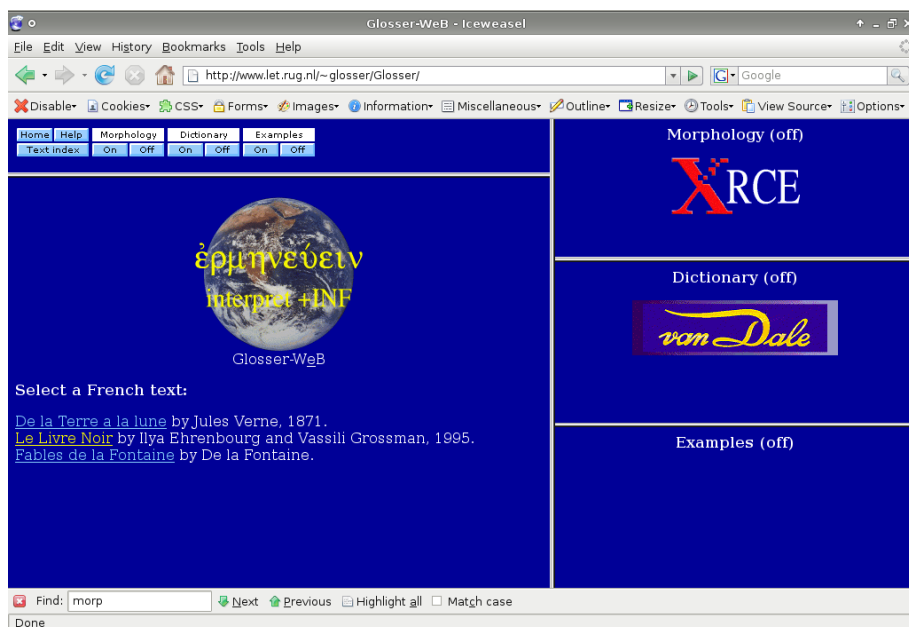 Glosser-WeB - Iceweasel
File Edit View History Bookmarks Tools Help
http://www.let.rug.nl/~glosser/Glosser/
G Google
Disable Cookies CSS Forms Images Information Miscellaneous Outline Resize Tools View Source Options
Home Help Morphology Dictionary Examples
Text index On Off On Off On Off
ἑρμηνεύειν
interpret +INF
Glosser-WeB
Select a French text:
De la Terre a la lune by Jules Verne, 1871.
Le Livre Noir by Ilya Ehrenbourg and Vassili Grossman, 1995.
Fables de la Fontaine by De la Fontaine.
Morphology (off)
XRCE
Dictionary (off)
van Dale
Examples (off)
Find: morp Next Previous Highlight all Match case
Done